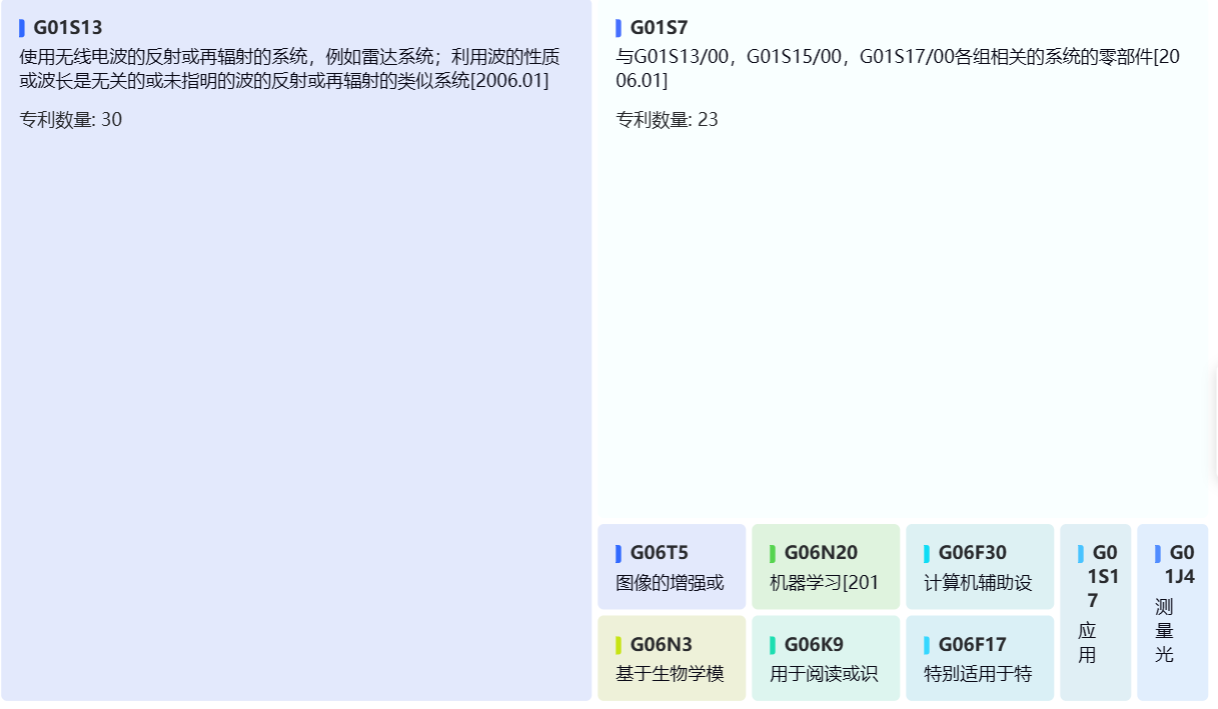 G01S13
使用无线电波的反射或再辐射的系统，例如雷达系统；利用波的性质
或波长是无关的或未指明的波的反射或再辐射的类似系统[2006.01]
专利数量: 30
G01S7
与G01S13/00，G01S15/00，G01S17/00各组相关的系统的零部件[20
06.01]
专利数量: 23
G06T5
图像的增强或
G06N20
机器学习[201
G06F30
计算机辅助设
G0
1S1
7
应
用
G0
1J4
测
量
光
G06N3
基于生物学模
G06K9
用于阅读或识
G06F17
特别适用于特